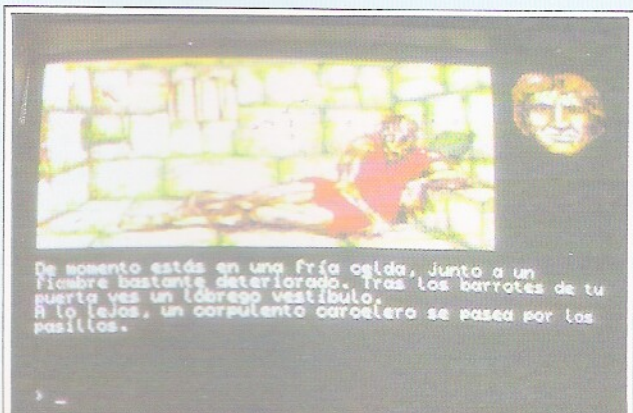 De momento estás en una fría celda, junto a un
fiambre bastante deteriorado. Tras los barrotes de tu
puerta ves un lóbrego vestíbulo.
A lo lejos, un corpulento carcelero se pasea por los
pasillos.
> _